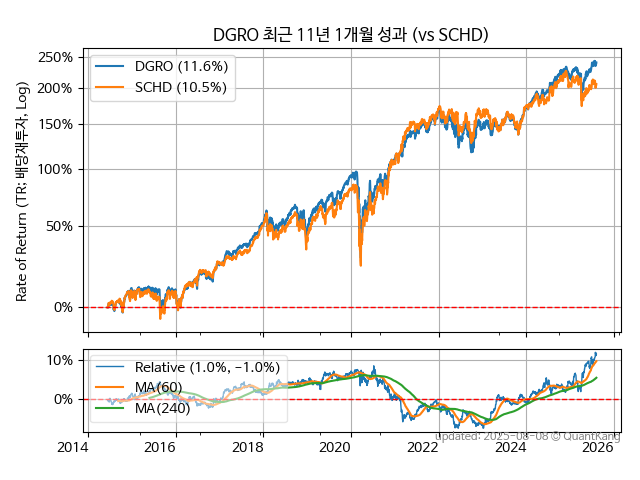 DGRO 최근 11년 1개월 성과 (vs SCHD)
Rate of Return (TR; 배당재투자, Log)
250%
200%
150%
100%
50%
0%
DGRO (11.6%)
SCHD (10.5%)
10%
0%
Relative (1.0%, −1.0%)
MA(60)
MA(240)
Updated: 2025-08-08 © QuantKang
2014
2016
2018
2020
2022
2024
2026